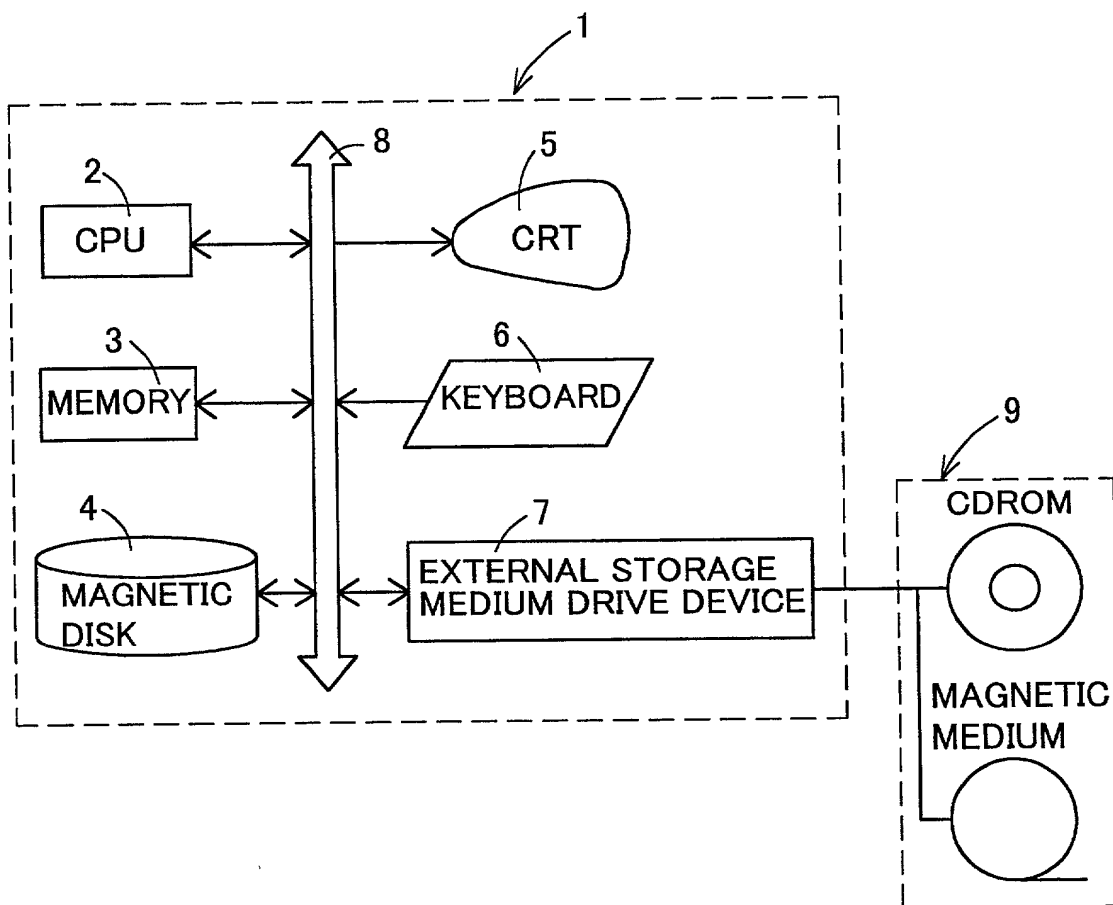 1
8
5
2
CPU
CRT
3
6
MEMORY
KEYBOARD
9
4
7
CDROM
MAGNETIC
DISK
EXTERNAL STORAGE
MEDIUM DRIVE DEVICE
MAGNETIC
MEDIUM